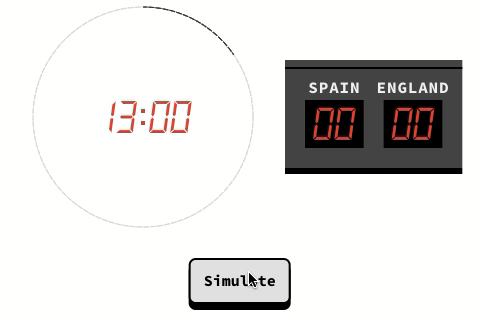 13:00
SPAIN ENGLAND
00 00
Simulate